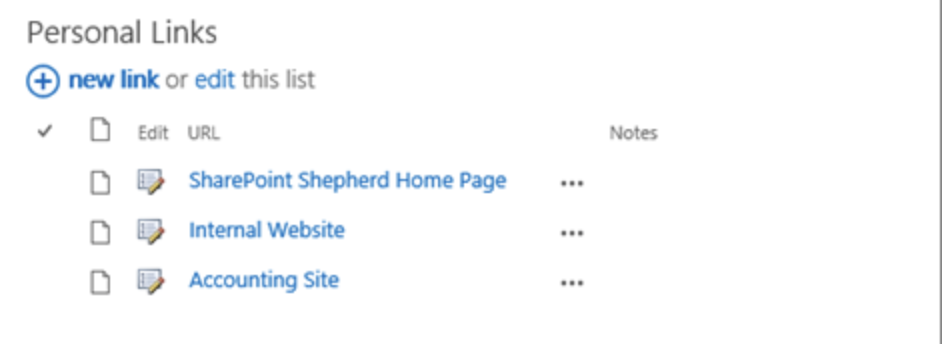 Personal Links
new link or edit this list
Edit URL Notes
SharePoint Shepherd Home Page ...
Internal Website ...
Accounting Site ...